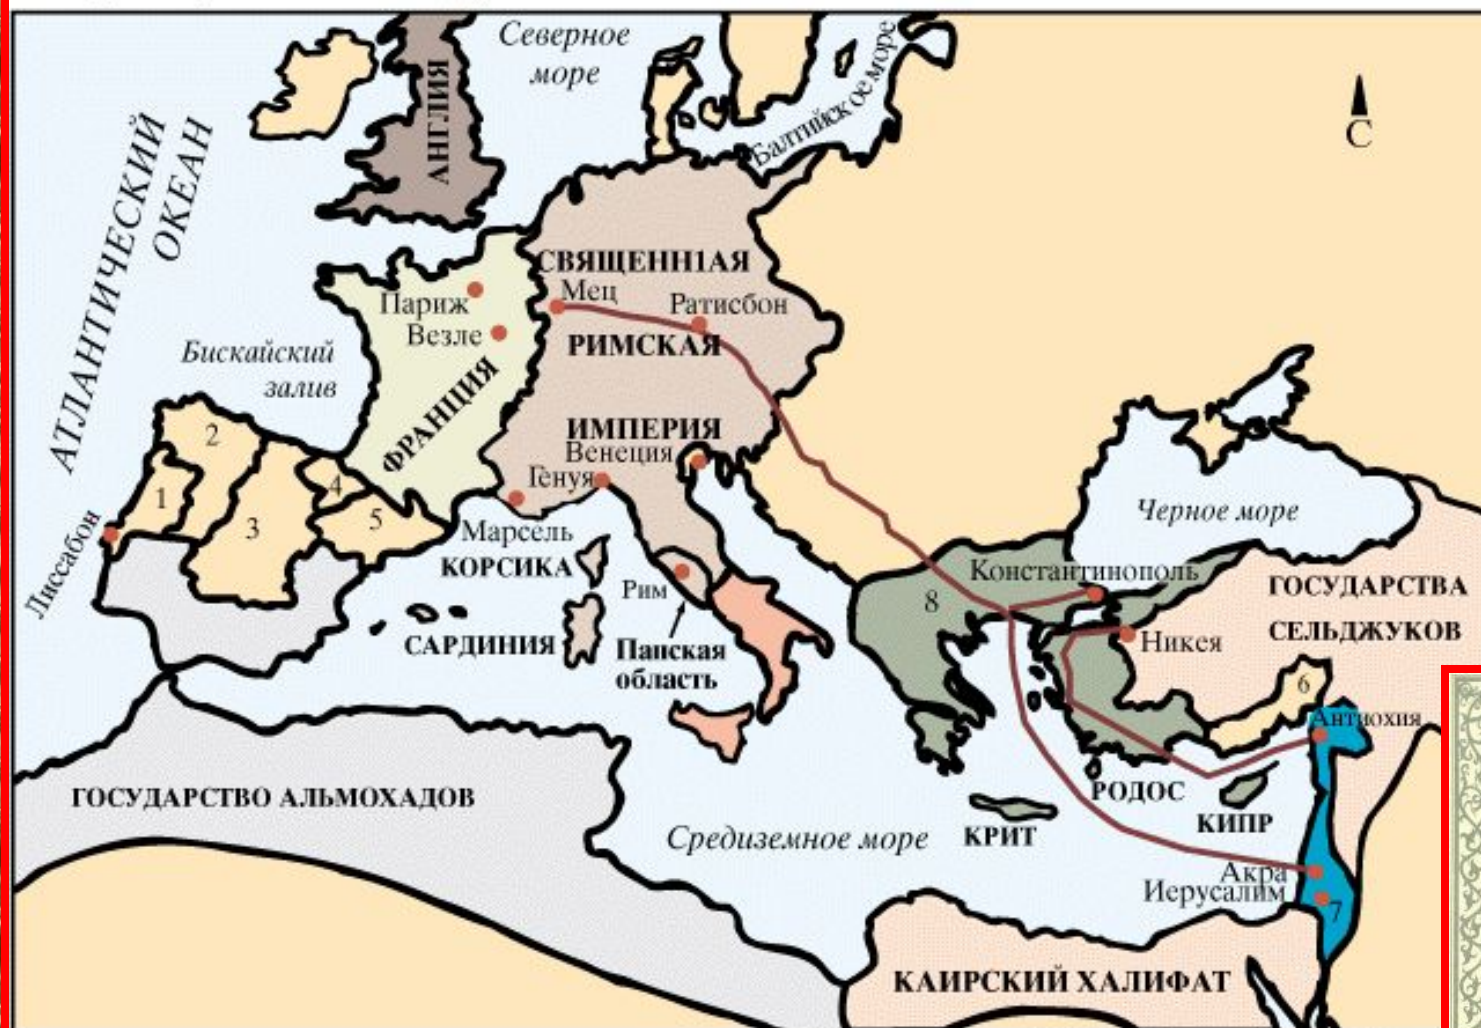 Северное
море
АТЛАНТИЧЕСКИЙ
ОКЕАН
АНГЛИЯ
Балтийское море
С
СВЯЩЕНН1АЯ
Мец
Ратисбон
РИМСКАЯ
Париж
Везле
Бискайский
залив
ФРАНЦИЯ
ИМПЕРИЯ
Венеция
Генуя
Марсель
2
1
3
4
5
Лиссабон
КОРСИКА
Рим
САРДИНИЯ
Папская
область
Черное море
Константинополь
8
ГОСУДАРСТВА
СЕЛЬДЖУКОВ
Никея
6
Антиохия
РОДОС
КИПР
КРИТ
ГОСУДАРСТВО АЛЬМОХАДОВ
Средиземное море
Акра
Иерусалим
7
КАИРСКИЙ ХАЛИФАТ